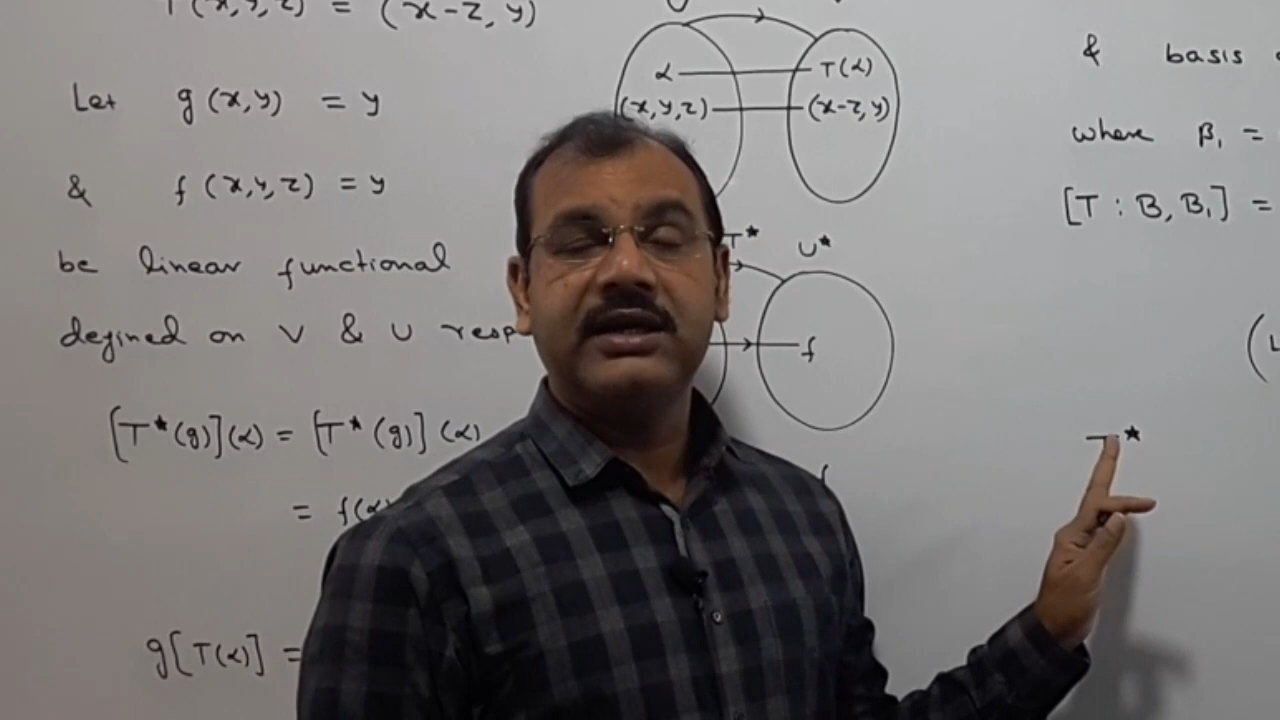 T(x,y,z) = (x-z, y)
Let g(x,y) = y
& f(x,y,z) = y
be linear functional
defined on V & U resp
[T*(g)](α) = [T*(g)](α)
= f(α)
g[T(α)] =
U
α T(α)
(x,y,z) (x-z, y)
T* U*
f
& basis
where β₁ =
[T : B, B₁] =
T*